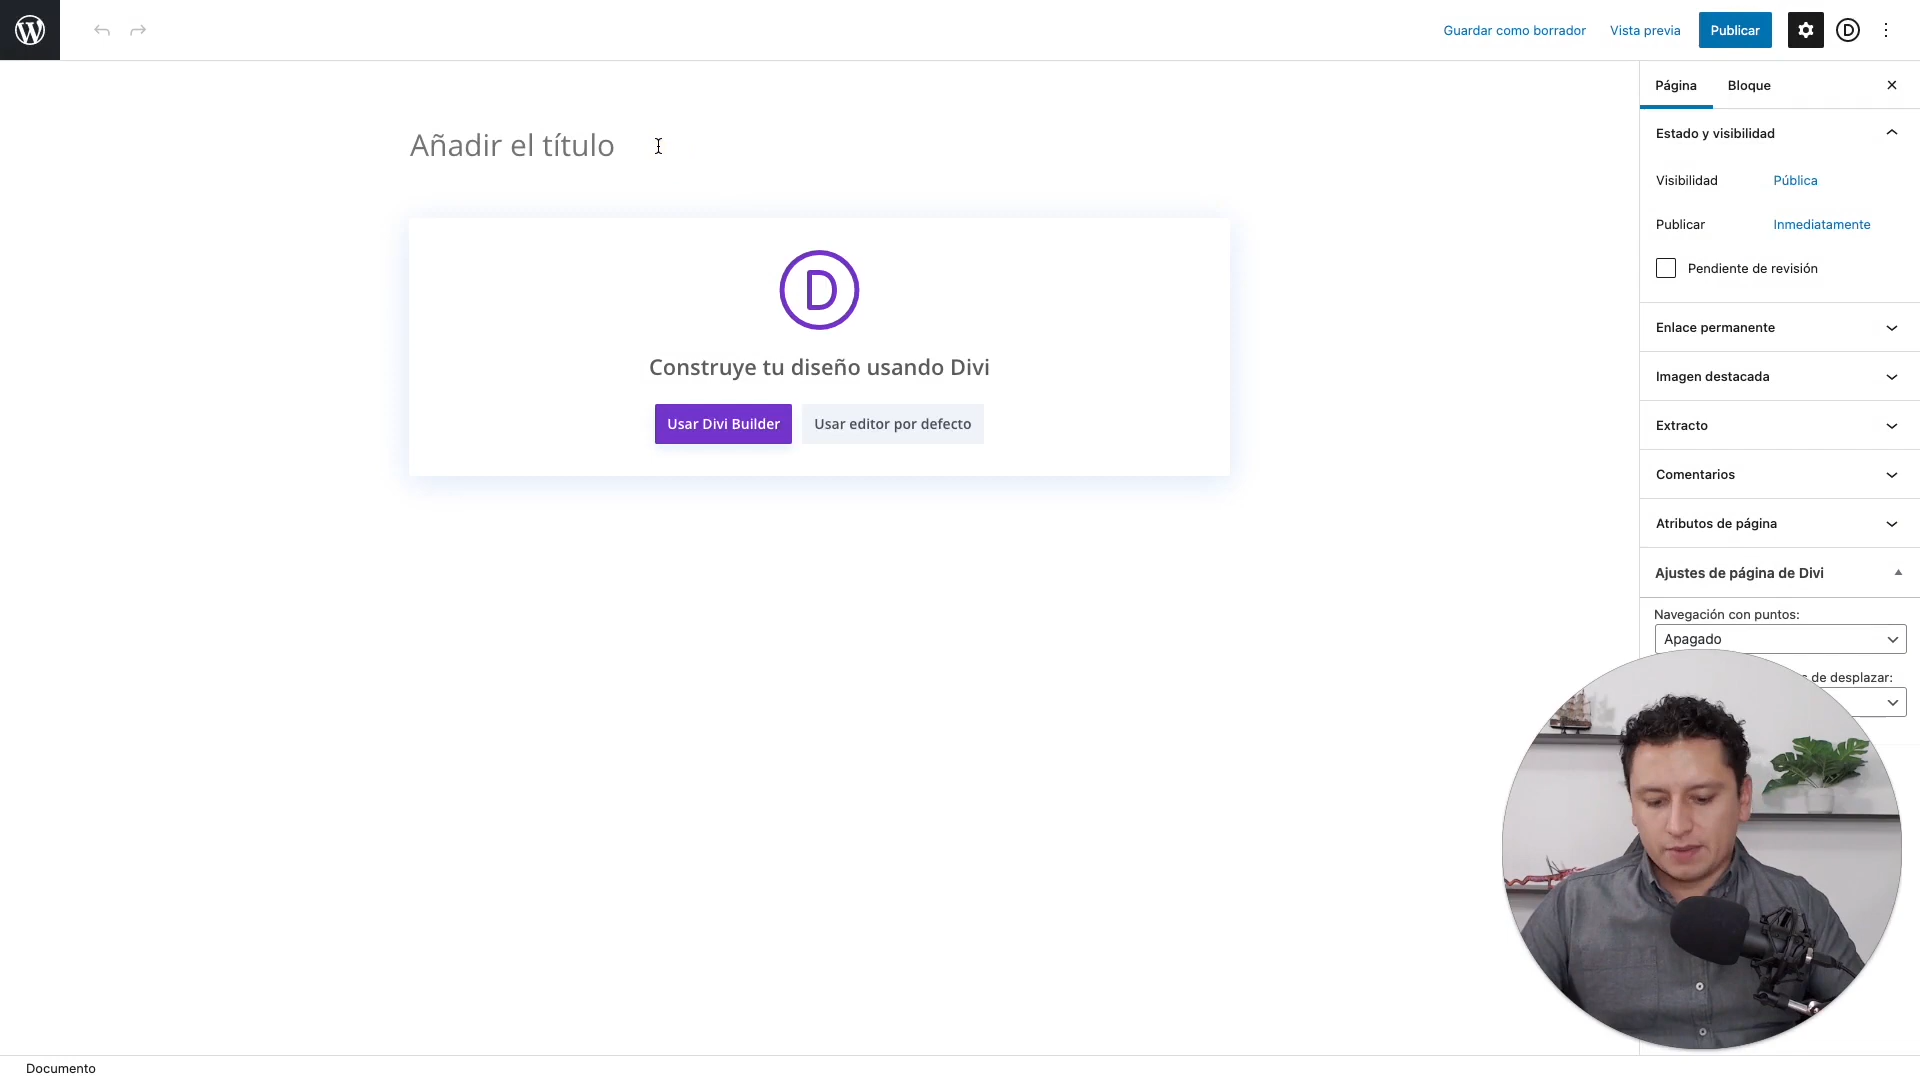 Guardar como borrador
Vista previa
Publicar
Añadir el título
Construye tu diseño usando Divi
Usar Divi Builder
Usar editor por defecto
Página
Bloque
Estado y visibilidad
Visibilidad
Pública
Publicar
Inmediatamente
Pendiente de revisión
Enlace permanente
Imagen destacada
Extracto
Comentarios
Atributos de página
Ajustes de página de Divi
Navegación con puntos:
Apagado
de desplazar:
Documento